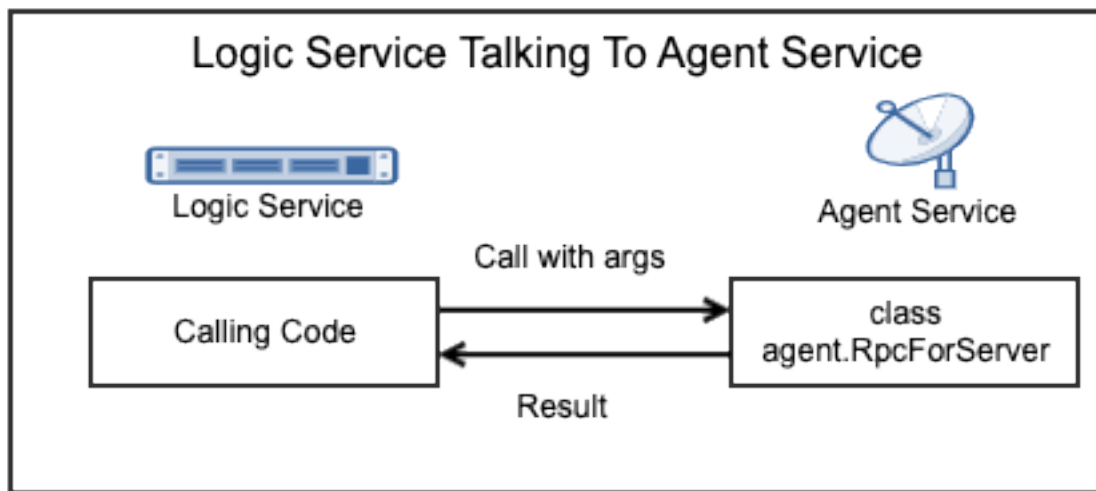 Logic Service Talking To Agent Service
Logic Service
Agent Service
Call with args
Calling Code
class
agent.RpcForServer
Result